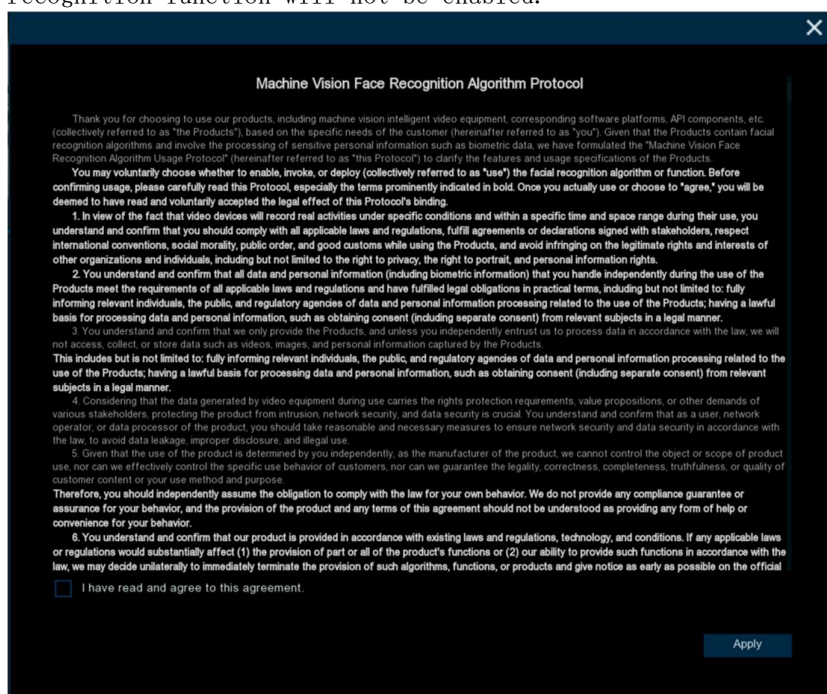 recognition function will not be enabled.
Machine Vision Face Recognition Algorithm Protocol
Thank you for choosing to use our products, including machine vision intelligent video equipment, corresponding software platforms, API components, etc.
(collectively referred to as "the Products"), based on the specific needs of the customer (hereinafter referred to as "you"). Given that the Products contain facial
recognition algorithms and involve the processing of sensitive personal information such as biometric data, we have formulated the "Machine Vision Face
Recognition Algorithm Usage Protocol" (hereinafter referred to as "this Protocol") to clarify the features and usage specifications of the Products.
You may voluntarily choose whether to enable, invoke, or deploy (collectively referred to as "use") the facial recognition algorithm or function. Before
confirming usage, please carefully read this Protocol, especially the terms prominently indicated in bold. Once you actually use or choose to "agree," you will be
deemed to have read and voluntarily accepted the legal effect of this Protocol's binding.
1. In view of the fact that video devices will record real activities under specific conditions and within a specific time and space range during their use, you
understand and confirm that you should comply with all applicable laws and regulations, fulfill agreements or declarations signed with stakeholders, respect
international conventions, social morality, public order, and good customs while using the Products, and avoid infringing on the legitimate rights and interests of
other organizations and individuals, including but not limited to the right to privacy, the right to portrait, and personal information rights.
2. You understand and confirm that all data and personal information (including biometric information) that you handle independently during the use of the
Products meet the requirements of all applicable laws and regulations and have fulfilled legal obligations in practical terms, including but not limited to: fully
informing relevant individuals, the public, and regulatory agencies of data and personal information processing related to the use of the Products; having a lawful
basis for processing data and personal information, such as obtaining consent (including separate consent) from relevant subjects in a legal manner.
3. You understand and confirm that we only provide the Products, and unless you independently entrust us to process data in accordance with the law, we will
not access, collect, or store data such as videos, images, and personal information captured by the Products.
This includes but is not limited to: fully informing relevant individuals, the public, and regulatory agencies of data and personal information processing related to the
use of the Products; having a lawful basis for processing data and personal information, such as obtaining consent (including separate consent) from relevant
subjects in a legal manner.
4. Considering that the data generated by video equipment during use carries the rights protection requirements, value propositions, or other demands of
various stakeholders, protecting the product from intrusion, network security, and data security is crucial. You understand and confirm that as a user, network
operator, or data processor of the product, you should take reasonable and necessary measures to ensure network security and data security in accordance with
the law, to avoid data leakage, improper disclosure, and illegal use.
5. Given that the use of the product is determined by you independently, as the manufacturer of the product, we cannot control the object or scope of product
use, nor can we effectively control the specific use behavior of customers, nor can we guarantee the legality, correctness, completeness, truthfulness, or quality of
customer content or your use method and purpose.
Therefore, you should independently assume the obligation to comply with the law for your own behavior. We do not provide any compliance guarantee or
assurance for your behavior, and the provision of the product and any terms of this agreement should not be understood as providing any form of help or
convenience for your behavior.
6. You understand and confirm that our product is provided in accordance with existing laws and regulations, technology, and conditions. If any applicable laws
or regulations would substantially affect (1) the provision of part or all of the product's functions or (2) our ability to provide such functions in accordance with the
law, we may decide unilaterally to immediately terminate the provision of such algorithms, functions, or products and give notice as early as possible on the official
I have read and agree to this agreement.
Apply